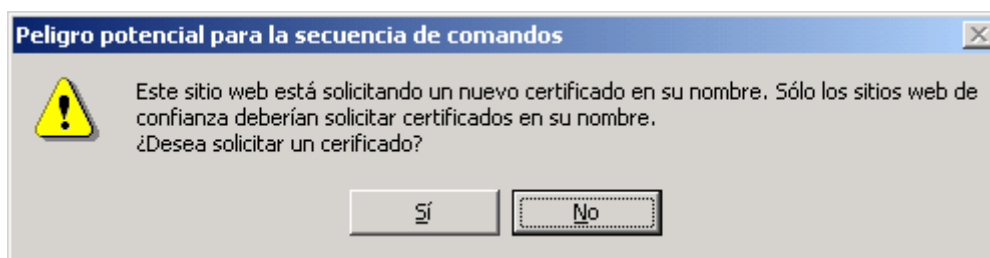 Peligro potencial para la secuencia de comandos
Este sitio web está solicitando un nuevo certificado en su nombre. Sólo los sitios web de
confianza deberían solicitar certificados en su nombre.
¿Desea solicitar un cerificado?
Sí
No